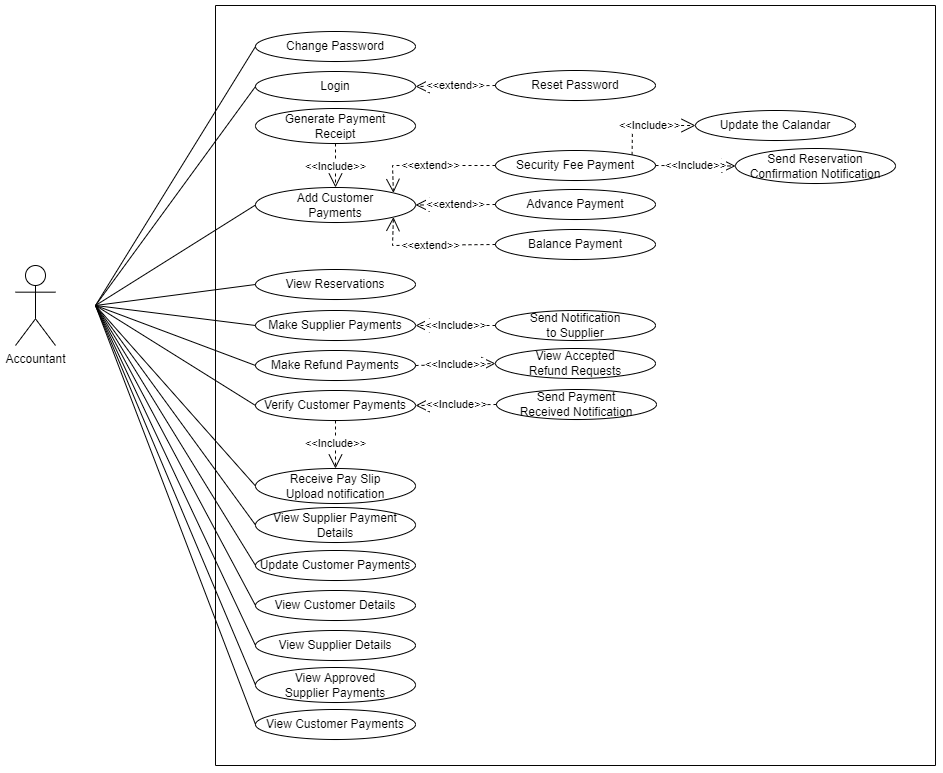 Change Password
Login
<<extend>>
Reset Password
Generate Payment
Receipt
<<Include>>
Update the Calandar
<<Include>>
<<extend>>
Security Fee Payment
<<Include>>
Send Reservation
Confirmation Notification
Add Customer
Payments
<<extend>>
Advance Payment
<<extend>>
Balance Payment
View Reservations
Accountant
Make Supplier Payments
<<Include>>
Send Notification
to Supplier
Make Refund Payments
<<Include>>
View Accepted
Refund Requests
Verify Customer Payments
<<Include>>
Send Payment
Received Notification
<<Include>>
Receive Pay Slip
Upload notification
View Supplier Payment
Details
Update Customer Payments
View Customer Details
View Supplier Details
View Approved
Supplier Payments
View Customer Payments